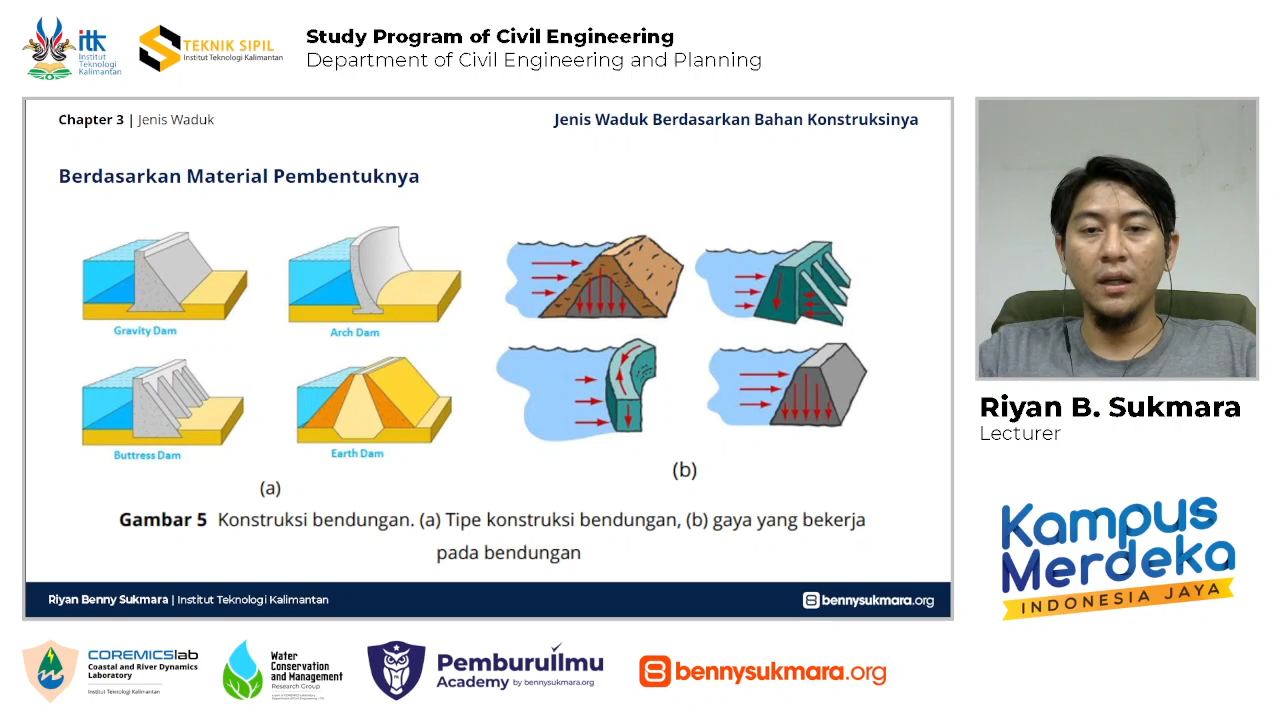 itk
Institut
Teknologi
Kalimantan
TEKNIK SIPIL
Institut Teknologi Kalimantan
Study Program of Civil Engineering
Department of Civil Engineering and Planning
Chapter 3 | Jenis Waduk
Jenis Waduk Berdasarkan Bahan Konstruksinya
Berdasarkan Material Pembentuknya
Gravity Dam
Arch Dam
Buttress Dam
Earth Dam
(a)
(b)
Gambar 5 Konstruksi bendungan. (a) Tipe konstruksi bendungan, (b) gaya yang bekerja
pada bendungan
Riyan Benny Sukmara | Institut Teknologi Kalimantan
bennysukmara.org
Riyan B. Sukmara
Lecturer
Kampus
Merdeka
INDONESIA JAYA
COREMICSlab
Coastal and River Dynamics
Laboratory
Institut Teknologi Kalimantan
Water
Conservation
and Management
Research Group
PemburuIlmu
Academy by bennysukmara.org
bennysukmara.org